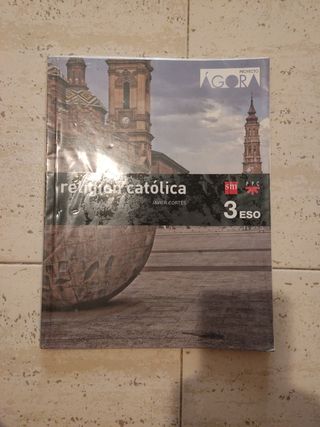 PROYECTO
ÁGORA
religión católica
JAVIER CORTÉS
sm
3 ESO